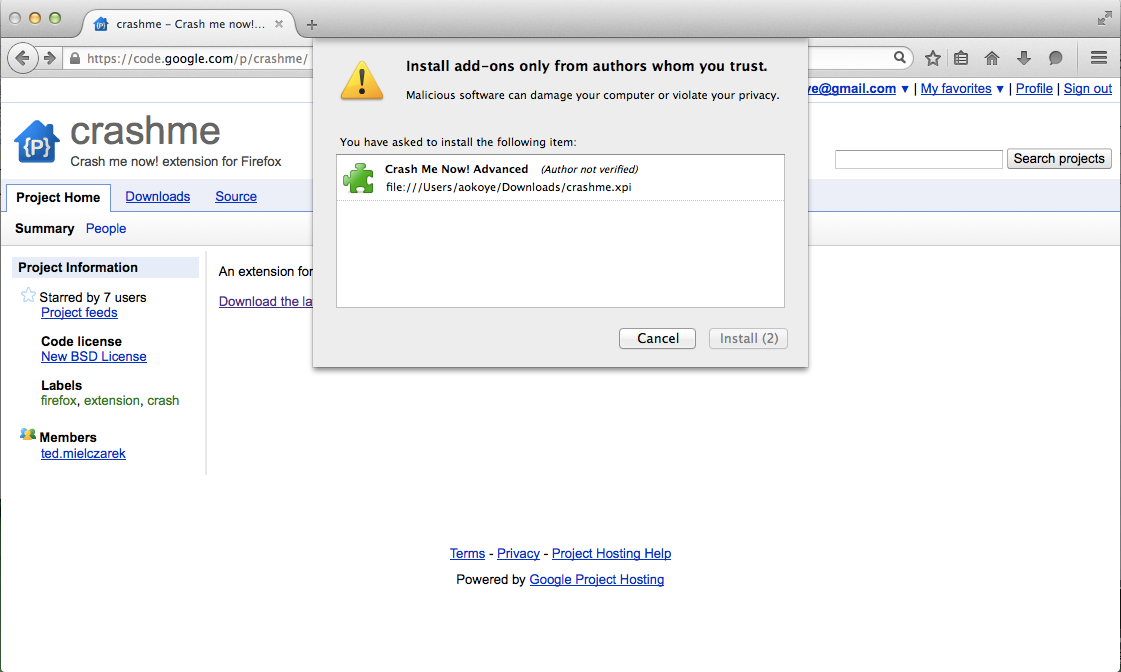 crashme – Crash me now!...
https://code.google.com/p/crashme/
Install add-ons only from authors whom you trust.
Malicious software can damage your computer or violate your privacy.
You have asked to install the following item:
Crash Me Now! Advanced (Author not verified)
file:///Users/aokoye/Downloads/crashme.xpi
Cancel Install (2)
ve@gmail.com ▼ | My favorites ▼ | Profile | Sign out
{P} crashme
Crash me now! extension for Firefox
Search projects
Project Home Downloads Source
Summary People
Project Information
Starred by 7 users
Project feeds
Code license
New BSD License
Labels
firefox, extension, crash
Members
ted.mielczarek
An extension for
Download the la
Terms - Privacy - Project Hosting Help
Powered by Google Project Hosting